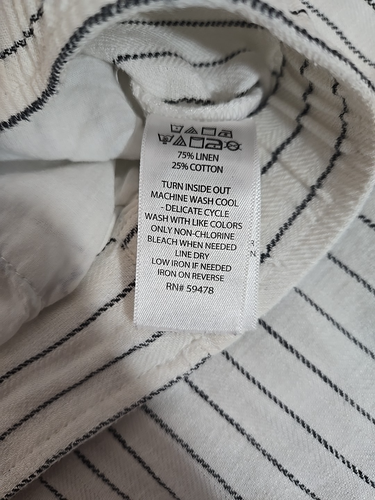 75% LINEN
25% COTTON
TURN INSIDE OUT
MACHINE WASH COOL
- DELICATE CYCLE
WASH WITH LIKE COLORS
ONLY NON-CHLORINE
BLEACH WHEN NEEDED
LINE DRY
LOW IRON IF NEEDED
IRON ON REVERSE
RN# 59478